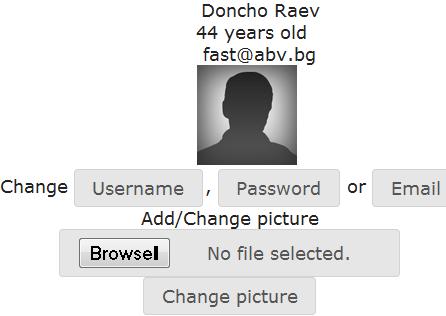 Doncho Raev
44 years old
fast@abv.bg
Change Username , Password or Email
Add/Change picture
Browse… No file selected.
Change picture